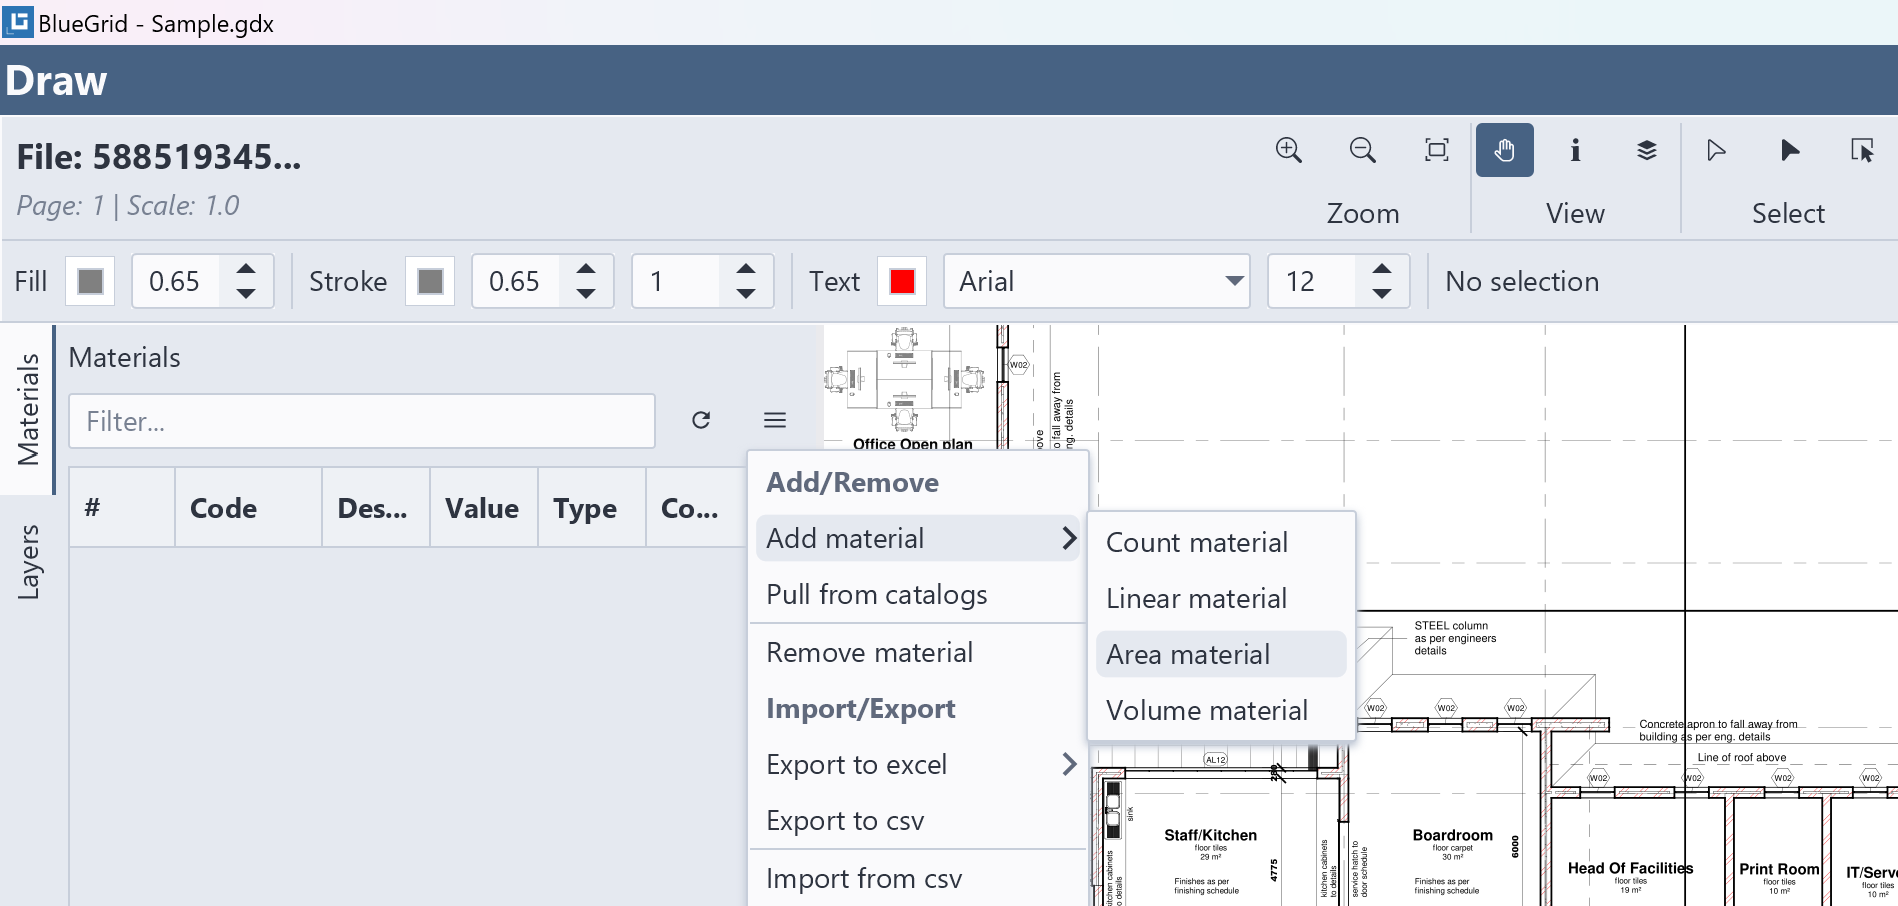 BlueGrid - Sample.gdx
Draw
File: 588519345...
Page: 1 | Scale: 1.0
Zoom
View
Select
Fill
0.65
Stroke
0.65
1
Text
Arial
12
No selection
Materials
Layers
Materials
Filter...
#
Code
Des...
Value
Type
Co...
Add/Remove
Add material
Pull from catalogs
Remove material
Import/Export
Export to excel
Export to csv
Import from csv
Count material
Linear material
Area material
Volume material
Office Open plan
W02
fall away from
eng. details
STEEL column
as per engineers
details
W02
W02
W02
Concrete apron to fall away from
building as per eng. details
Line of roof above
W02
W02
W02
W02
AL12
280
sink
Staff/Kitchen
floor tiles
29 m²
Finishes as per
finishing schedule
4775
kitchen cabinets
to details
kitchen cabinets
to details
service hatch to
door schedule
Boardroom
floor carpet
30 m²
Finishes as per
finishing schedule
6000
Head Of Facilities
floor tiles
19 m²
Print Room
floor tiles
10 m²
IT/Serve
floor tiles
10 m²